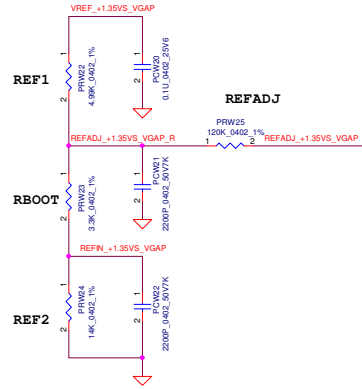 VREF_+1.35VS_VGAP
REF1
1
2
PRW22
4.99K_0402_1%
1
2
PCW20
0.1U_0402_25V6
REFADJ
REFADJ_+1.35VS_VGAP_R
PRW25
120K_0402_1%
1
2
REFADJ_+1.35VS_VGAP
RBOOT
1
2
PRW23
3.3K_0402_1%
1
2
PCW21
2200P_0402_50V7K
REFIN_+1.35VS_VGAP
REF2
1
2
PRW24
14K_0402_1%
1
2
PCW22
2200P_0402_50V7K